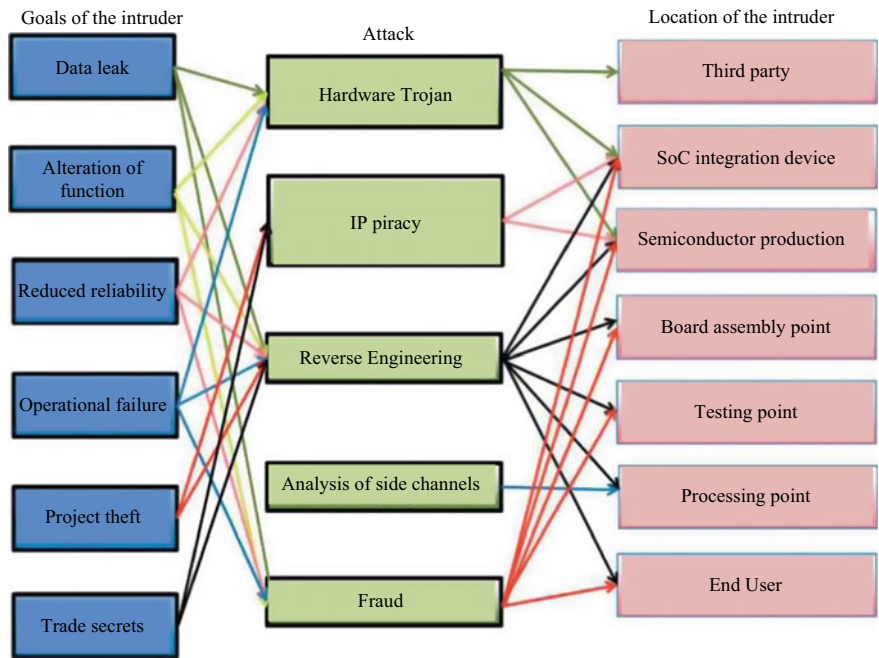 Goals of the intruder
Attack
Location of the intruder
Data leak
Alteration of
function
Reduced reliability
Operational failure
Project theft
Trade secrets
Hardware Trojan
IP piracy
Reverse Engineering
Analysis of side channels
Fraud
Third party
SoC integration device
Semiconductor production
Board assembly point
Testing point
Processing point
End User